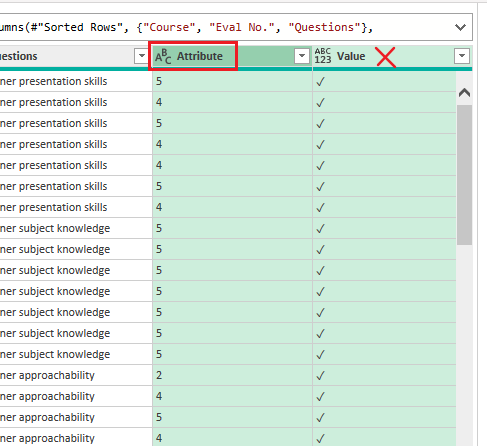 umns(#"Sorted Rows", {"Course", "Eval No.", "Questions"},
uestions ABC Attribute ABC 123 Value
ner presentation skills 5 ✓
ner presentation skills 4 ✓
ner presentation skills 5 ✓
ner presentation skills 4 ✓
ner presentation skills 4 ✓
ner presentation skills 5 ✓
ner presentation skills 4 ✓
ner subject knowledge 5 ✓
ner subject knowledge 5 ✓
ner subject knowledge 5 ✓
ner subject knowledge 5 ✓
ner subject knowledge 5 ✓
ner subject knowledge 5 ✓
ner subject knowledge 5 ✓
ner approachability 2 ✓
ner approachability 4 ✓
ner approachability 5 ✓
ner approachability 4 ✓